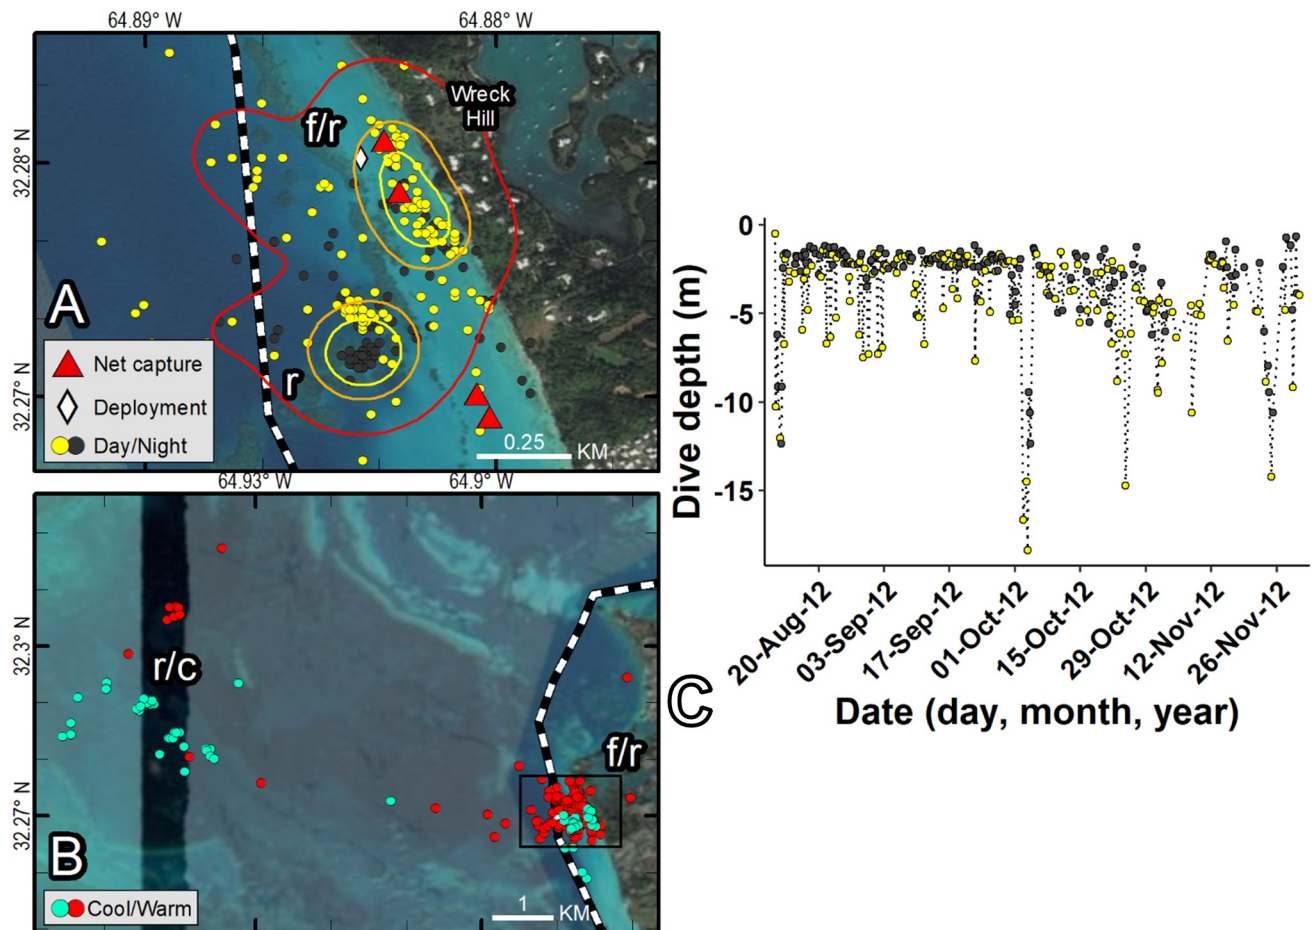 64.89° W
64.88° W
Wreck
Hill
f/r
32.28° N
A
Net capture
Deployment
Day/Night
r
32.27° N
0.25
KM
64.93° W
64.9° W
32.3° N
r/c
f/r
32.27° N
B
Cool/Warm
1
KM
Dive depth (m)
0
-5
-10
-15
20-Aug-12
03-Sep-12
17-Sep-12
01-Oct-12
15-Oct-12
29-Oct-12
12-Nov-12
26-Nov-12
C
Date (day, month, year)